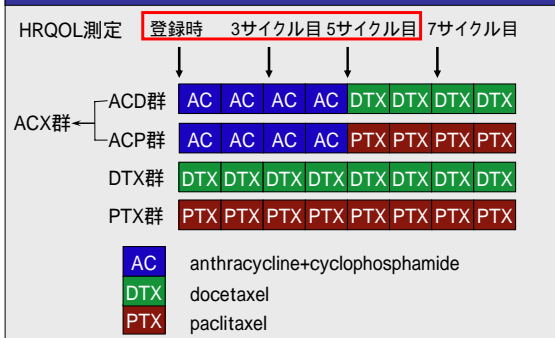 HRQOL測定 登録時 3サイクル目 5サイクル目 7サイクル目
ACX群 ACD群 AC AC AC AC DTX DTX DTX DTX
ACP群 AC AC AC AC PTX PTX PTX PTX
DTX群 DTX DTX DTX DTX DTX DTX DTX DTX
PTX群 PTX PTX PTX PTX PTX PTX PTX PTX
AC anthracycline+cyclophosphamide
DTX docetaxel
PTX paclitaxel